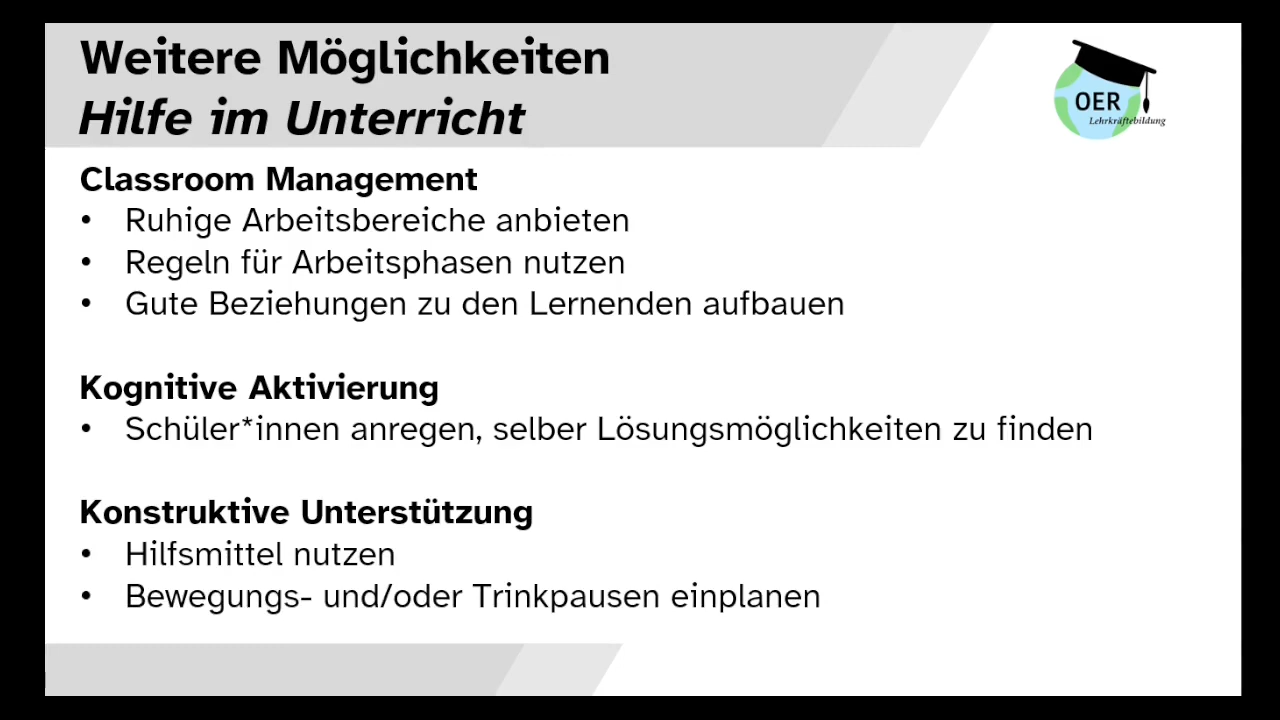 Weitere Möglichkeiten
Hilfe im Unterricht
OER
Lehrkräftebildung
Classroom Management
• Ruhige Arbeitsbereiche anbieten
• Regeln für Arbeitsphasen nutzen
• Gute Beziehungen zu den Lernenden aufbauen
Kognitive Aktivierung
• Schüler*innen anregen, selber Lösungsmöglichkeiten zu finden
Konstruktive Unterstützung
• Hilfsmittel nutzen
• Bewegungs- und/oder Trinkpausen einplanen